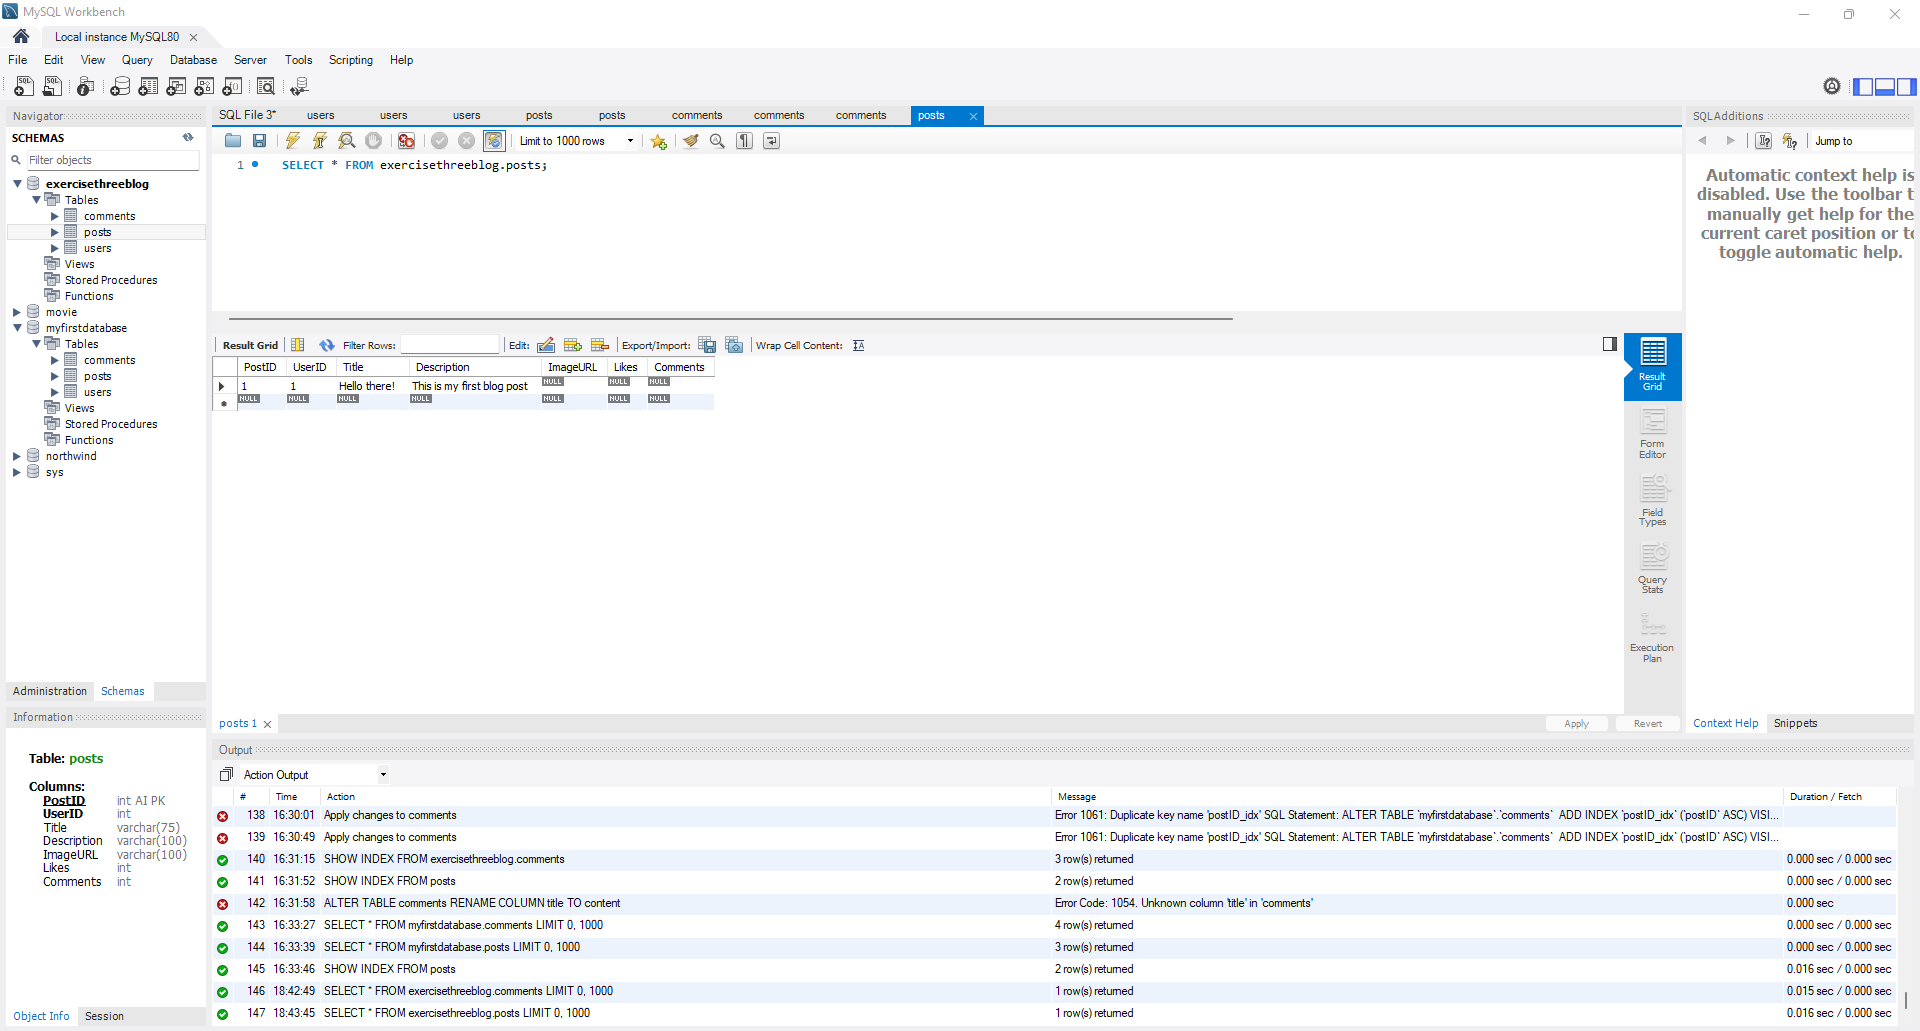 MySQL Workbench
Local instance MySQL80
File Edit View Query Database Server Tools Scripting Help
Navigator
SCHEMAS
Filter objects
exercisethreeblog
Tables
comments
posts
users
Views
Stored Procedures
Functions
movie
myfirstdatabase
Tables
comments
posts
users
Views
Stored Procedures
Functions
northwind
sys
Administration Schemas
Information
Table: posts
Columns:
PostID int AI PK
UserID int
Title varchar(75)
Description varchar(100)
ImageURL varchar(100)
Likes int
Comments int
Object Info Session
SQL File 3* users users users posts posts comments comments comments posts
Limit to 1000 rows
1 SELECT * FROM exercisethreeblog.posts;
Result Grid Filter Rows: Edit: Export/Import: Wrap Cell Content:
PostID UserID Title Description ImageURL Likes Comments
1 1 Hello there! This is my first blog post NULL NULL NULL
NULL NULL NULL NULL NULL NULL NULL
Result Grid
Form Editor
Field Types
Query Stats
Execution Plan
posts 1
Apply Revert
SQLAdditions
Jump to
Automatic context help is
disabled. Use the toolbar t
manually get help for the
current caret position or to
toggle automatic help.
Context Help Snippets
Output
Action Output
# Time Action Message Duration / Fetch
138 16:30:01 Apply changes to comments Error 1061: Duplicate key name 'postID_idx' SQL Statement: ALTER TABLE `myfirstdatabase`.`comments` ADD INDEX `postID_idx` (`postID` ASC) VISI...
139 16:30:49 Apply changes to comments Error 1061: Duplicate key name 'postID_idx' SQL Statement: ALTER TABLE `myfirstdatabase`.`comments` ADD INDEX `postID_idx` (`postID` ASC) VISI...
140 16:31:15 SHOW INDEX FROM exercisethreeblog.comments 3 row(s) returned 0.000 sec / 0.000 sec
141 16:31:52 SHOW INDEX FROM posts 2 row(s) returned 0.000 sec / 0.000 sec
142 16:31:58 ALTER TABLE comments RENAME COLUMN title TO content Error Code: 1054. Unknown column 'title' in 'comments' 0.000 sec
143 16:33:27 SELECT * FROM myfirstdatabase.comments LIMIT 0, 1000 4 row(s) returned 0.000 sec / 0.000 sec
144 16:33:39 SELECT * FROM myfirstdatabase.posts LIMIT 0, 1000 3 row(s) returned 0.000 sec / 0.000 sec
145 16:33:46 SHOW INDEX FROM posts 2 row(s) returned 0.016 sec / 0.000 sec
146 18:42:49 SELECT * FROM exercisethreeblog.comments LIMIT 0, 1000 1 row(s) returned 0.015 sec / 0.000 sec
147 18:43:45 SELECT * FROM exercisethreeblog.posts LIMIT 0, 1000 1 row(s) returned 0.016 sec / 0.000 sec